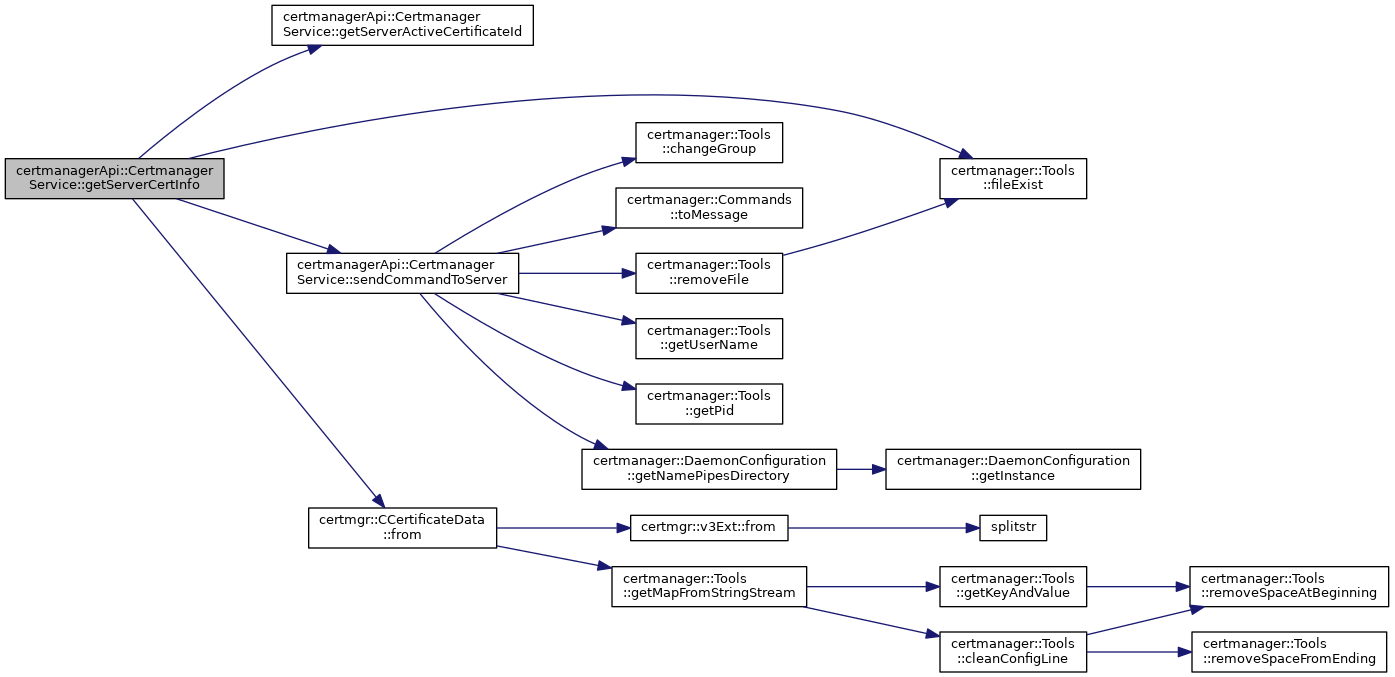 certmanagerApi::Certmanager
Service::getServerActiveCertificateId
certmanager::Tools
::changeGroup
certmanagerApi::Certmanager
Service::getServerCertInfo
certmanager::Tools
::fileExist
certmanager::Commands
::toMessage
certmanagerApi::Certmanager
Service::sendCommandToServer
certmanager::Tools
::removeFile
certmanager::Tools
::getUserName
certmanager::Tools
::getPid
certmanager::DaemonConfiguration
::getNamePipesDirectory
certmanager::DaemonConfiguration
::getInstance
certmgr::CCertificateData
::from
certmgr::v3Ext::from
splitstr
certmanager::Tools
::getMapFromStringStream
certmanager::Tools
::getKeyAndValue
certmanager::Tools
::removeSpaceAtBeginning
certmanager::Tools
::cleanConfigLine
certmanager::Tools
::removeSpaceFromEnding